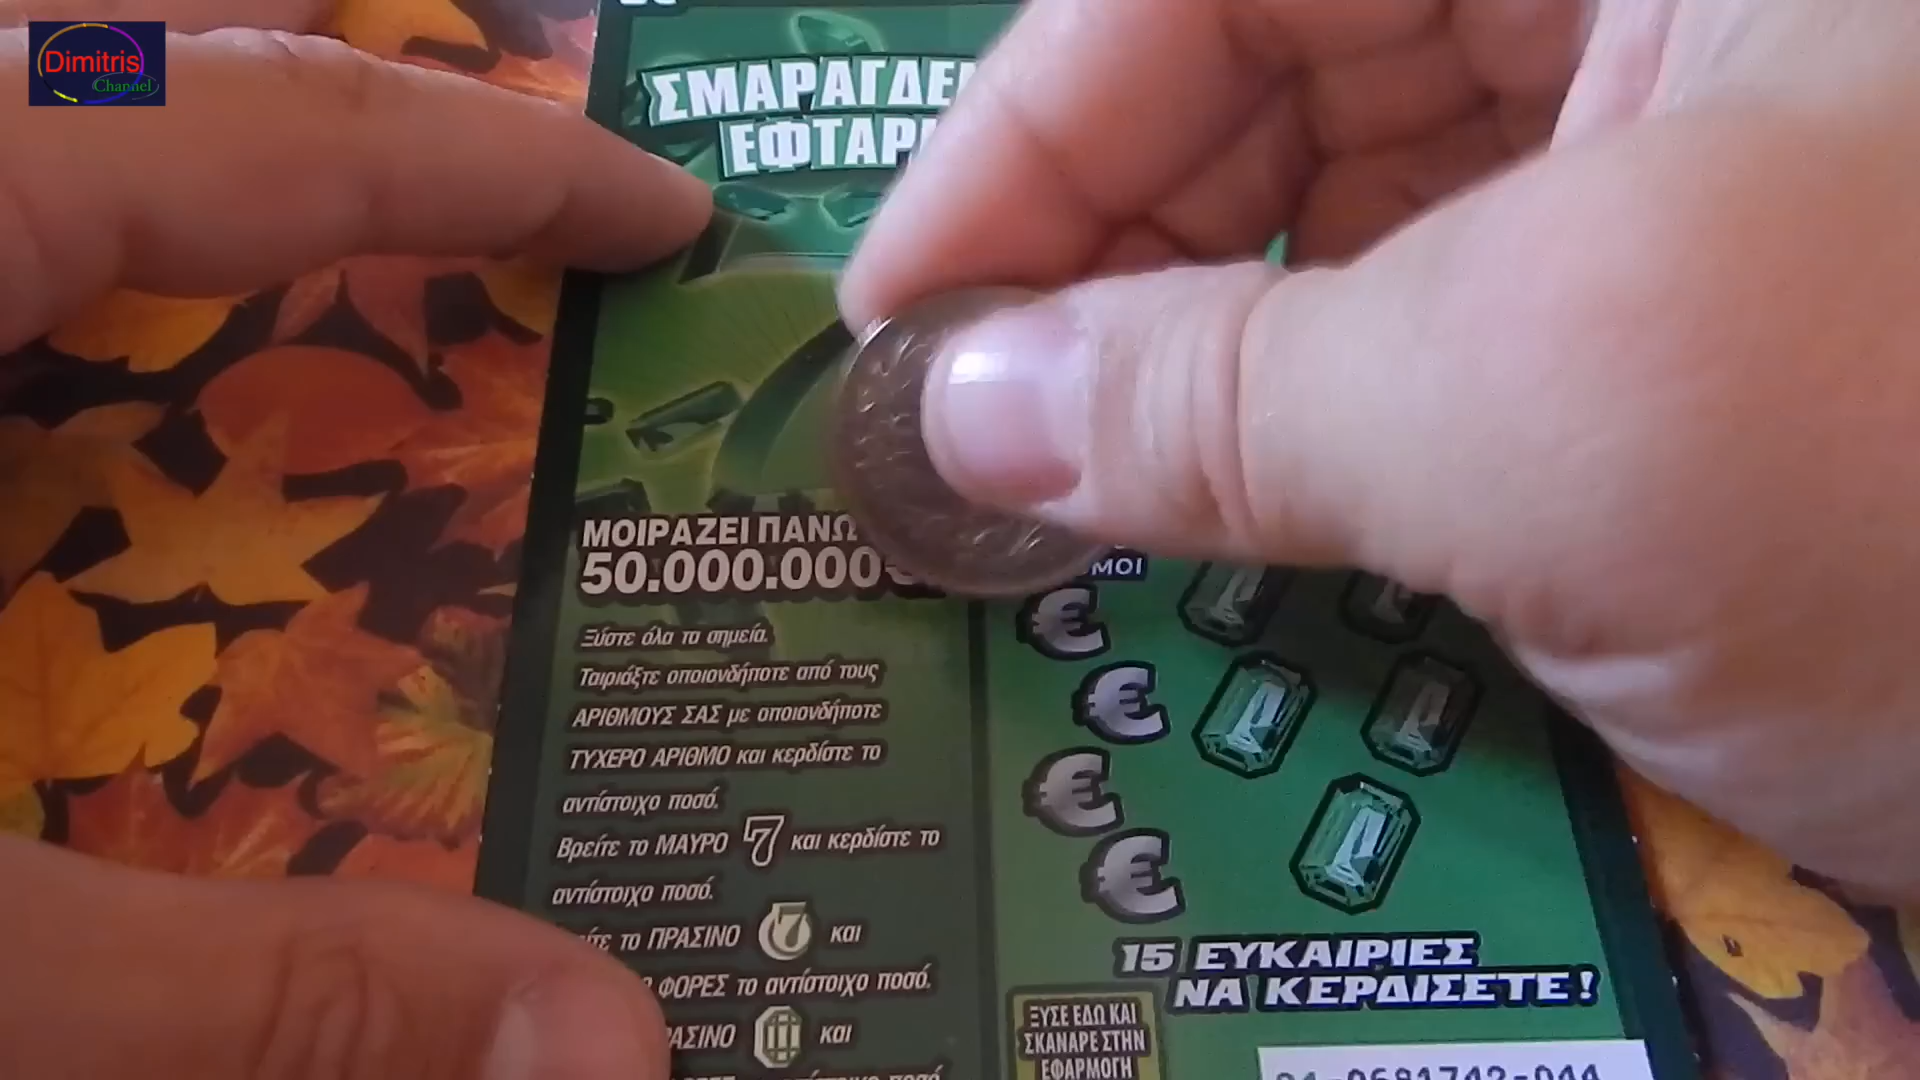 Dimitris
Channel
ΣΜΑΡΑΓΔΕ
ΕΦΤΑΡ
ΜΟΙΡΑΖΕΙ ΠΑΝΩ
50.000.000€
Ξύστε όλα τα σημεία.
Ταιριάξτε οποιονδήποτε από τους
ΑΡΙΘΜΟΥΣ ΣΑΣ με οποιονδήποτε
ΤΥΧΕΡΟ ΑΡΙΘΜΟ και κερδίστε το
αντίστοιχο ποσό.
Βρείτε το ΜΑΥΡΟ 7 και κερδίστε το
αντίστοιχο ποσό.
είτε το ΠΡΑΣΙΝΟ 7 και
ΦΟΡΕΣ το αντίστοιχο ποσό.
ΑΣΙΝΟ και
ΜΟΙ
€
€
€
€
15 ΕΥΚΑΙΡΙΕΣ
ΝΑ ΚΕΡΔΙΣΕΤΕ!
ΞΥΣΕ ΕΔΩ ΚΑΙ
ΣΚΑΝΑΡΕ ΣΤΗΝ
ΕΦΑΡΜΟΓΗ